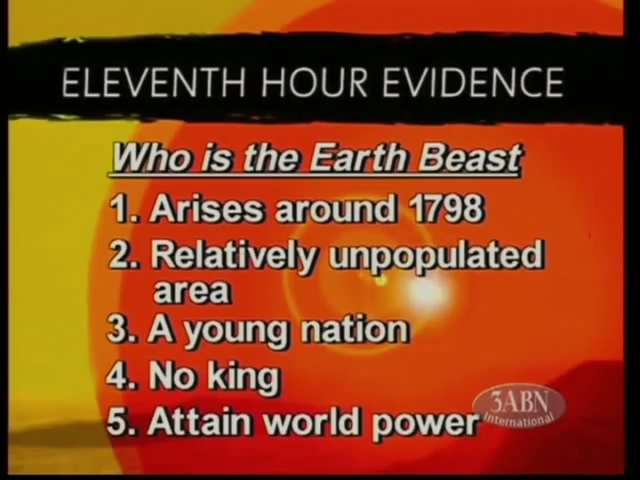 ELEVENTH HOUR EVIDENCE
Who is the Earth Beast
1. Arises around 1798
2. Relatively unpopulated
area
3. A young nation
4. No king
5. Attain world power
3ABN
International